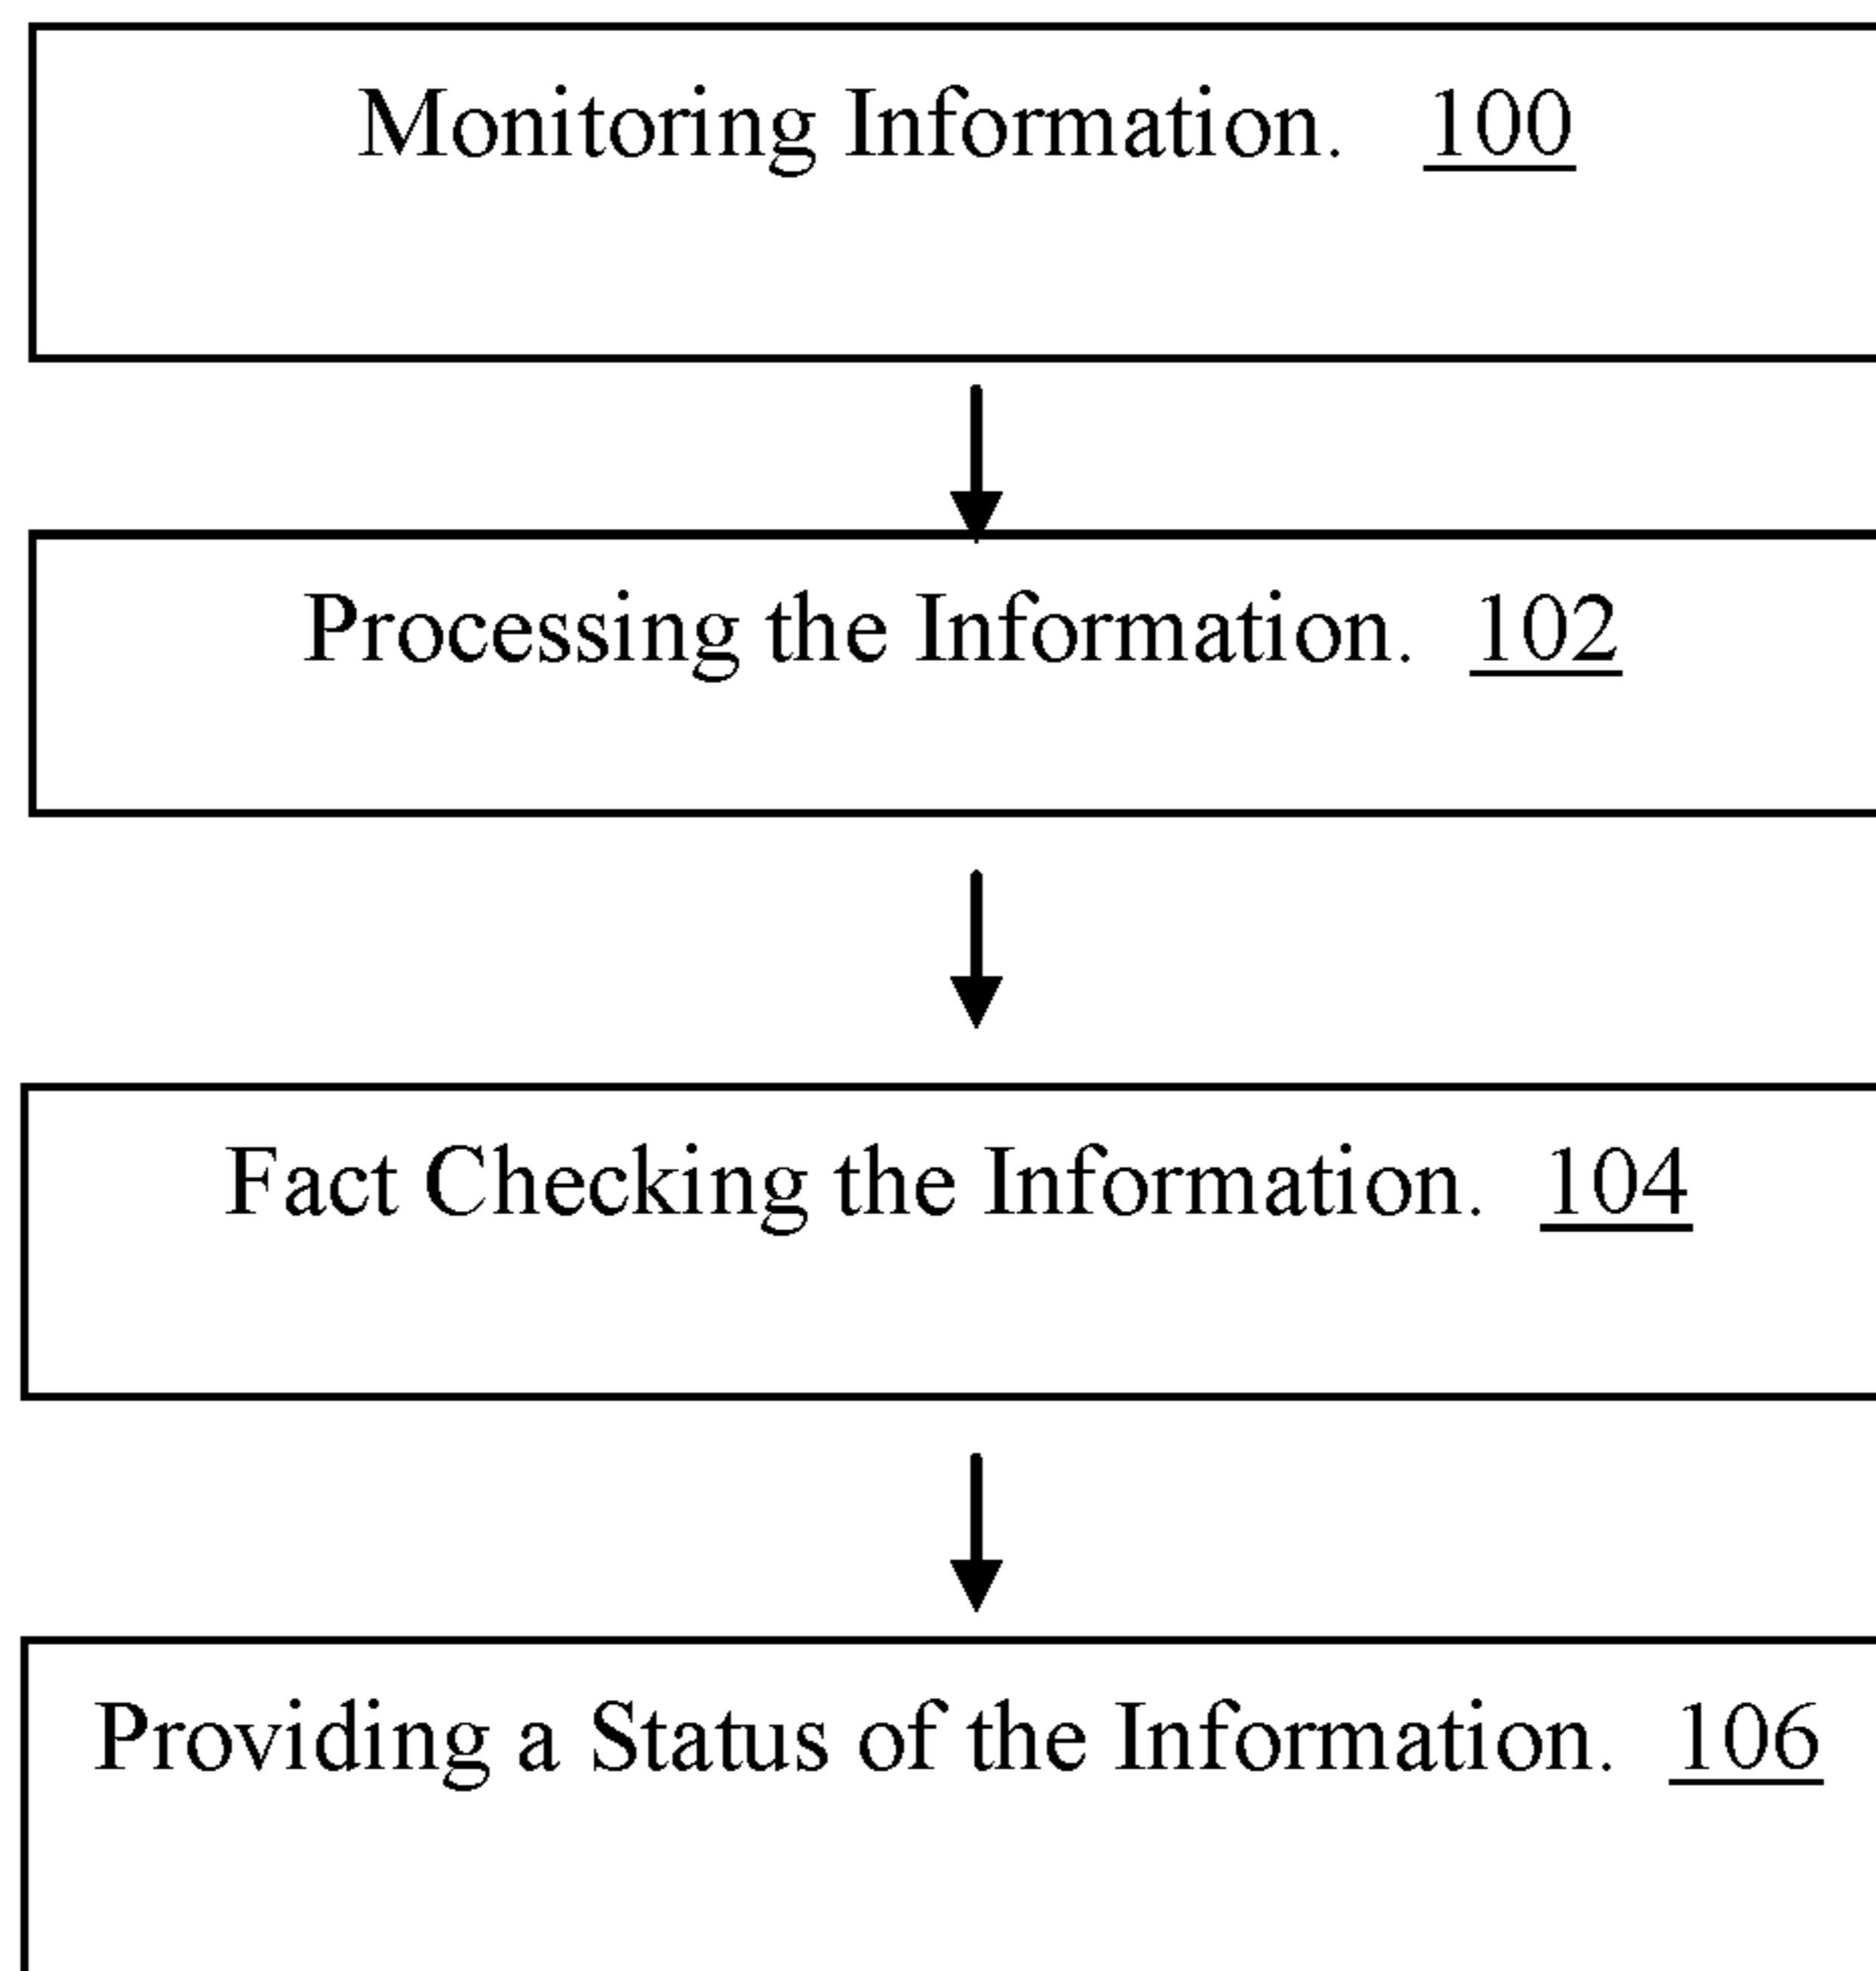 Monitoring Information. 100
Processing the Information. 102
Fact Checking the Information. 104
Providing a Status of the Information. 106